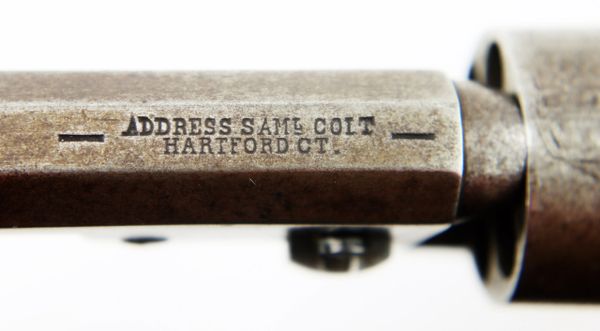 — ADDRESS SAML COLT —
HARTFORD CT.